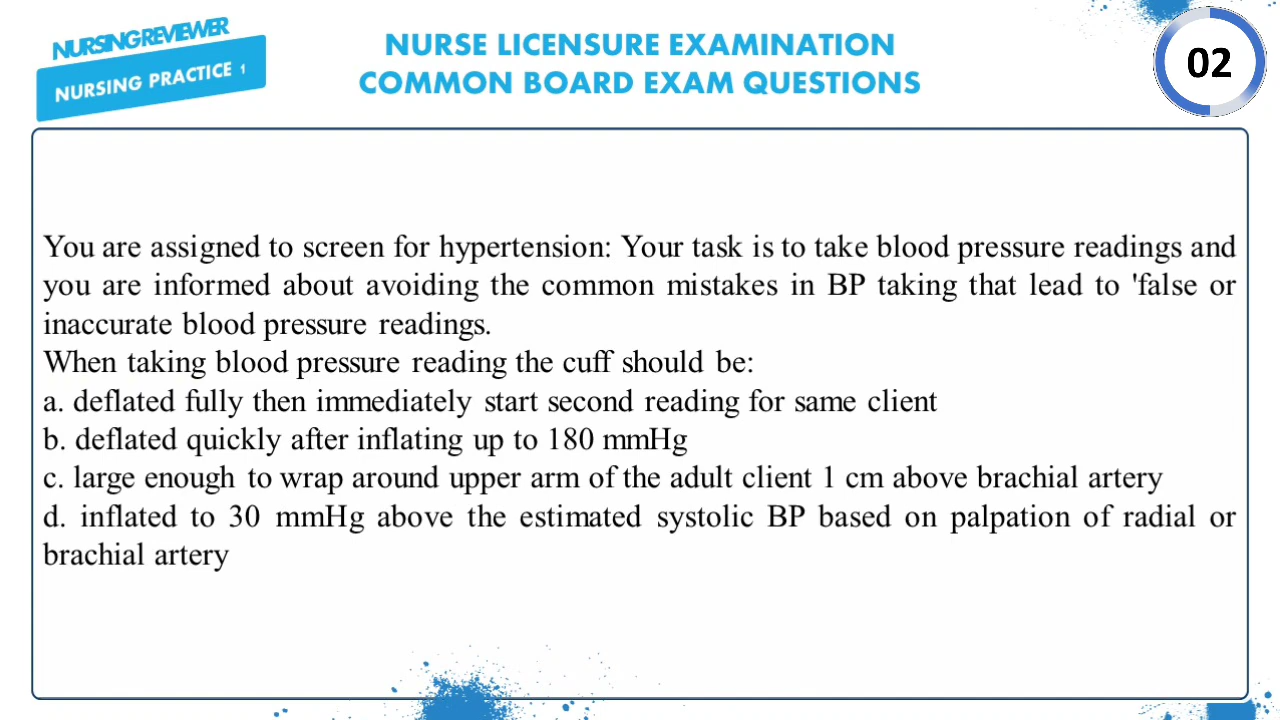 NURSINGREVIEWER
NURSING PRACTICE 1
NURSE LICENSURE EXAMINATION
COMMON BOARD EXAM QUESTIONS
02
You are assigned to screen for hypertension: Your task is to take blood pressure readings and
you are informed about avoiding the common mistakes in BP taking that lead to 'false or
inaccurate blood pressure readings.
When taking blood pressure reading the cuff should be:
a. deflated fully then immediately start second reading for same client
b. deflated quickly after inflating up to 180 mmHg
c. large enough to wrap around upper arm of the adult client 1 cm above brachial artery
d. inflated to 30 mmHg above the estimated systolic BP based on palpation of radial or
brachial artery